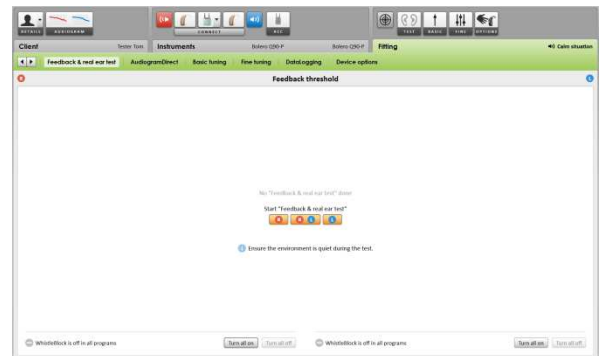 DETAILS AUDIOGRAM CONNECT ACC TEST BASIC FINE OPTIONS
Client Tester Tom Instruments Bolero Q90-P Bolero Q90-P Fitting Calm situation
Feedback & real ear test AudiogramDirect Basic tuning Fine tuning DataLogging Device options
R Feedback threshold L
No "Feedback & real ear test" done
Start "Feedback & real ear test"
R R L L
Ensure the environment is quiet during the test.
WhistleBlock is off in all programs Turn all on Turn all off WhistleBlock is off in all programs Turn all on Turn all off